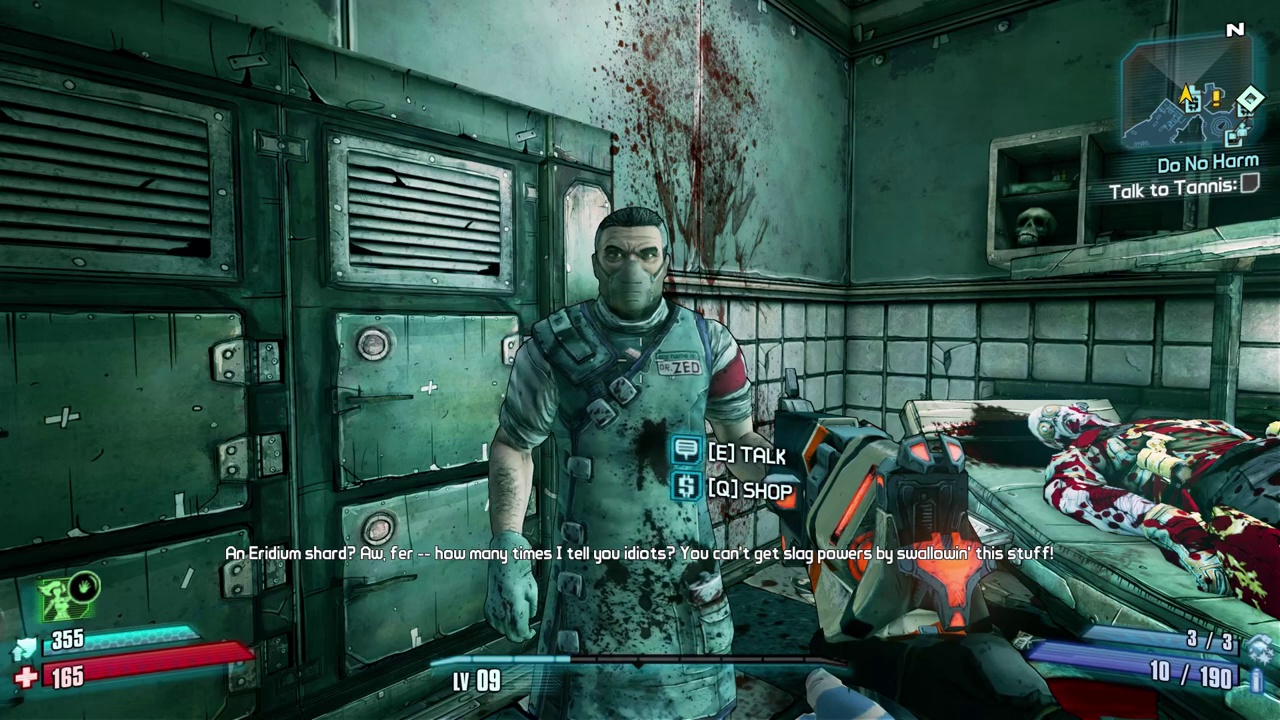 N
Do No Harm
Talk to Tannis:
DR. ZED
[E] TALK
$ [Q] SHOP
An Eridium shard? Aw, fer -- how many times I tell you idiots? You can't get slag powers by swallowin' this stuff!
355
165
LV 09
3 / 3
10 / 190